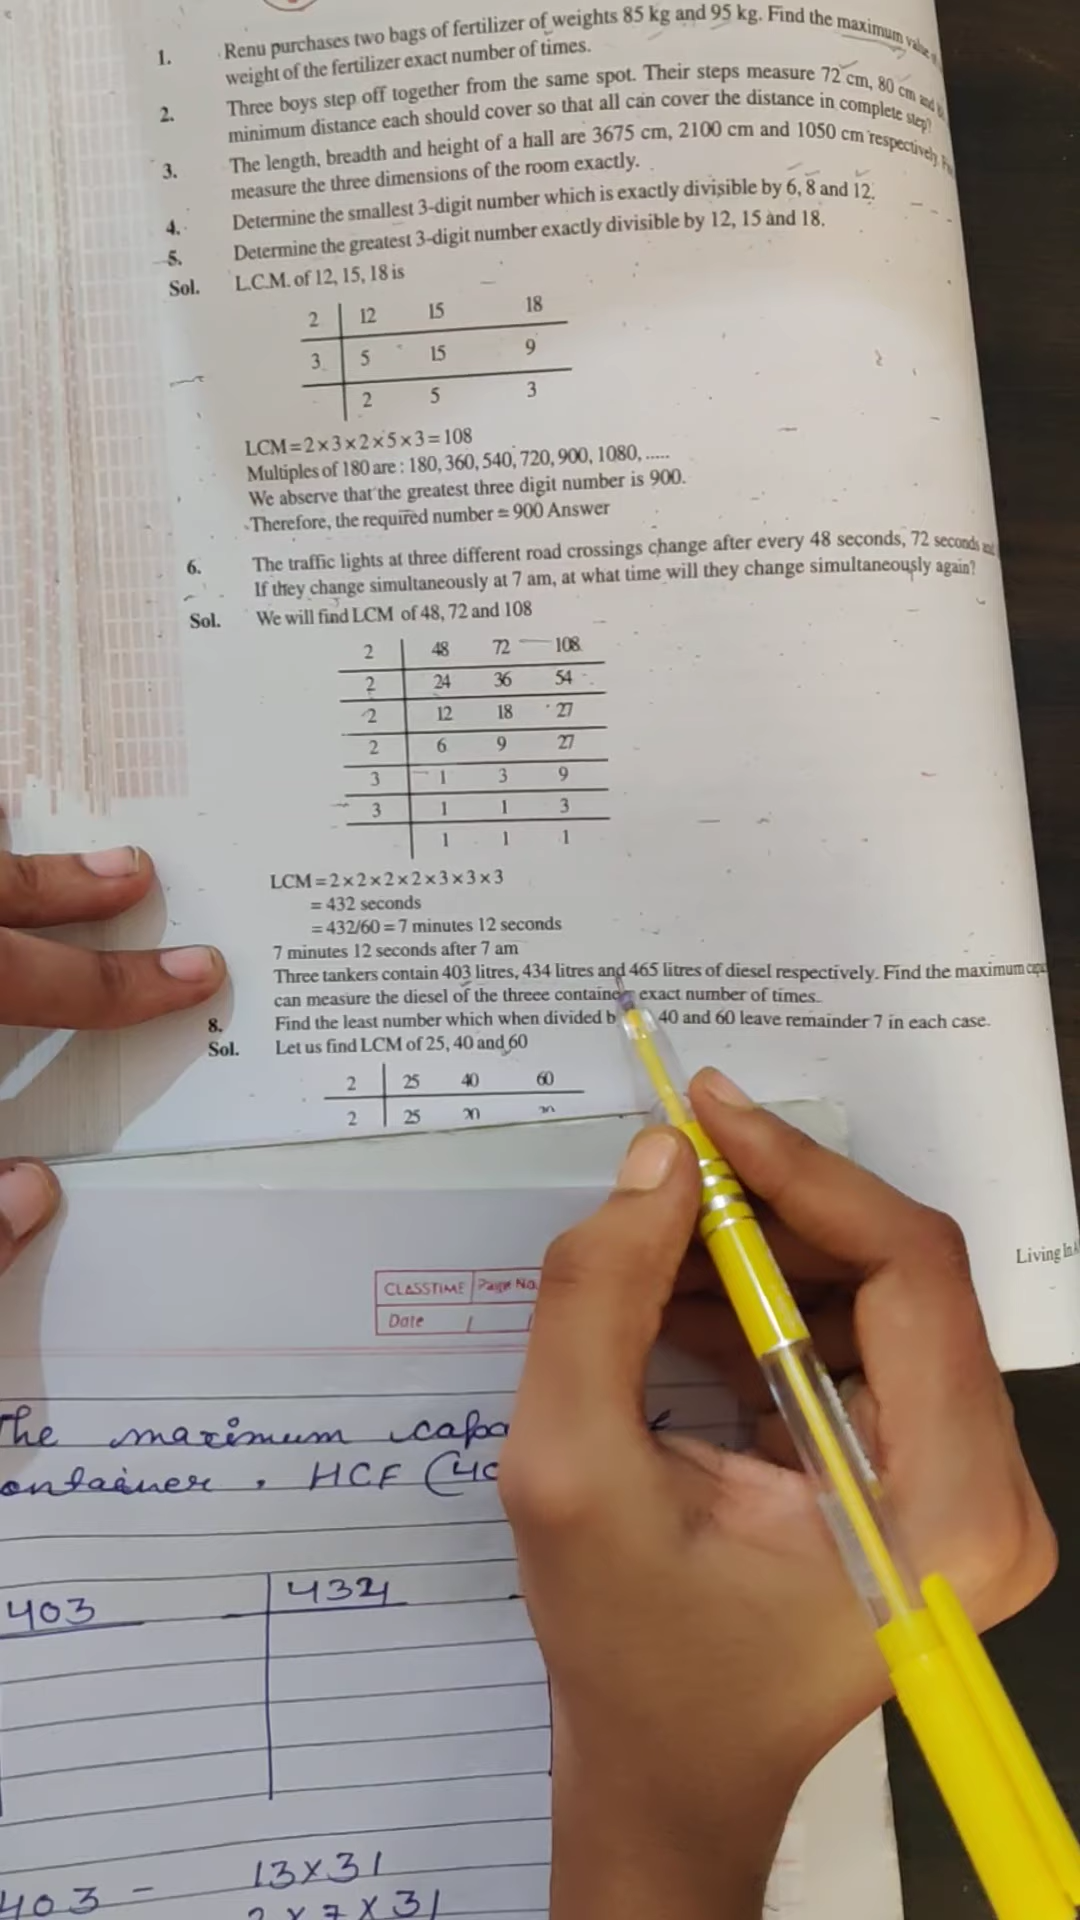 1. Renu purchases two bags of fertilizer of weights 85 kg and 95 kg. Find the maximum value
weight of the fertilizer exact number of times.
2. Three boys step off together from the same spot. Their steps measure 72 cm, 80 cm and
minimum distance each should cover so that all can cover the distance in complete step?
3. The length, breadth and height of a hall are 3675 cm, 2100 cm and 1050 cm respectively.
measure the three dimensions of the room exactly.
4. Determine the smallest 3-digit number which is exactly divisible by 6, 8 and 12.
5. Determine the greatest 3-digit number exactly divisible by 12, 15 and 18.
Sol. L.C.M. of 12, 15, 18 is
2 12 15 18
3 5 15 9
2 5 3
LCM=2×3×2×5×3=108
Multiples of 180 are : 180, 360, 540, 720, 900, 1080, .....
We abserve that the greatest three digit number is 900.
Therefore, the required number = 900 Answer
6. The traffic lights at three different road crossings change after every 48 seconds, 72 seconds and
If they change simultaneously at 7 am, at what time will they change simultaneously again?
Sol. We will find LCM of 48, 72 and 108
2 48 72 108
2 24 36 54
2 12 18 27
2 6 9 27
3 1 3 9
3 1 1 3
1 1 1
LCM=2×2×2×2×3×3×3
= 432 seconds
= 432/60 = 7 minutes 12 seconds
7 minutes 12 seconds after 7 am
Three tankers contain 403 litres, 434 litres and 465 litres of diesel respectively. Find the maximum
can measure the diesel of the threee container exact number of times.
8. Find the least number which when divided 40 and 60 leave remainder 7 in each case.
Sol. Let us find LCM of 25, 40 and 60
2 25 40 60
2 25
Living In
CLASSTIME Page No.
Date
The maximum
HCF
403 434
403 - 13×31
2×7×31